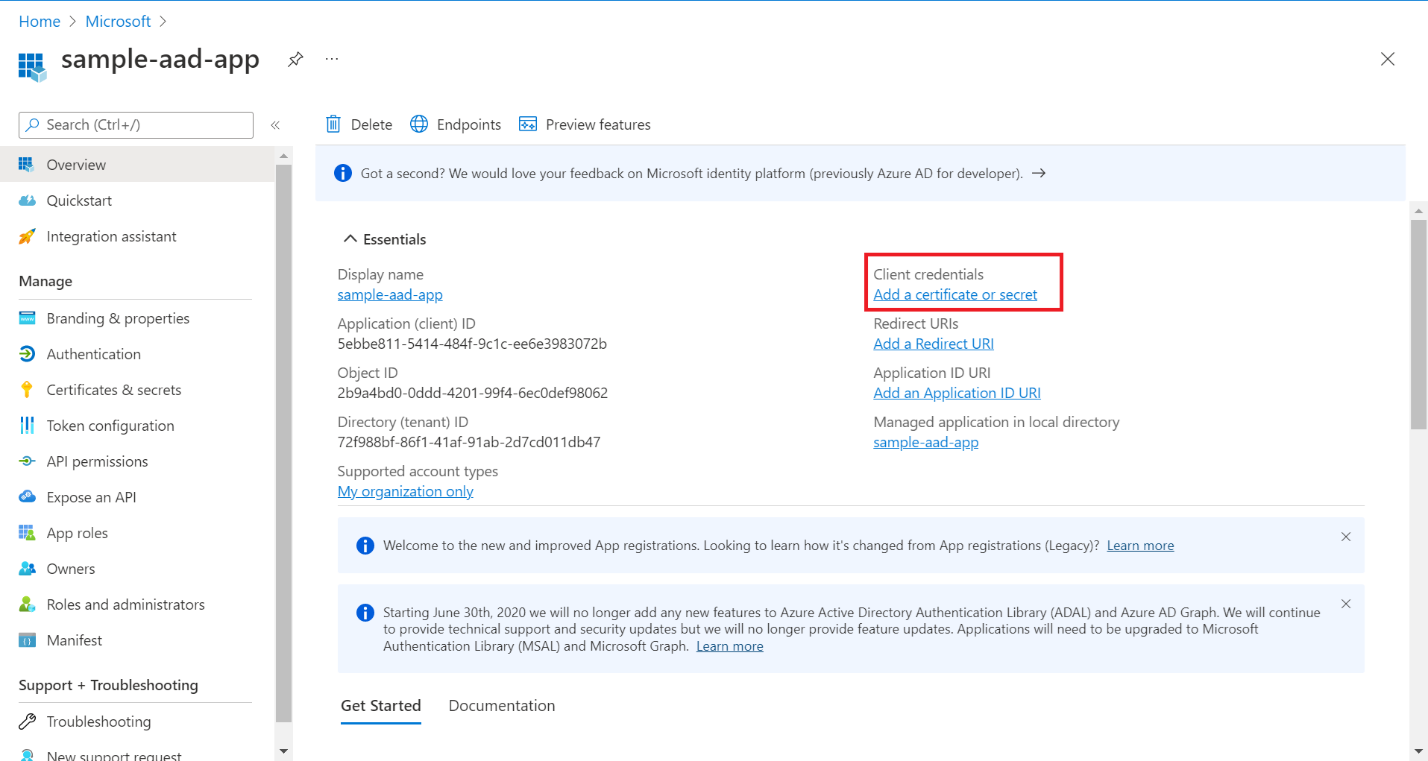 Home > Microsoft >
sample-aad-app
...
Search (Ctrl+/)
«
Overview
Quickstart
Integration assistant
Manage
Branding & properties
Authentication
Certificates & secrets
Token configuration
API permissions
Expose an API
App roles
Owners
Roles and administrators
Manifest
Support + Troubleshooting
Troubleshooting
New support request
Delete Endpoints Preview features
Got a second? We would love your feedback on Microsoft identity platform (previously Azure AD for developer). →
Essentials
Display name
sample-aad-app
Application (client) ID
5ebbe811-5414-484f-9c1c-ee6e3983072b
Object ID
2b9a4bd0-0ddd-4201-99f4-6ec0def98062
Directory (tenant) ID
72f988bf-86f1-41af-91ab-2d7cd011db47
Supported account types
My organization only
Client credentials
Add a certificate or secret
Redirect URIs
Add a Redirect URI
Application ID URI
Add an Application ID URI
Managed application in local directory
sample-aad-app
Welcome to the new and improved App registrations. Looking to learn how it's changed from App registrations (Legacy)? Learn more
Starting June 30th, 2020 we will no longer add any new features to Azure Active Directory Authentication Library (ADAL) and Azure AD Graph. We will continue
to provide technical support and security updates but we will no longer provide feature updates. Applications will need to be upgraded to Microsoft
Authentication Library (MSAL) and Microsoft Graph. Learn more
Get Started Documentation